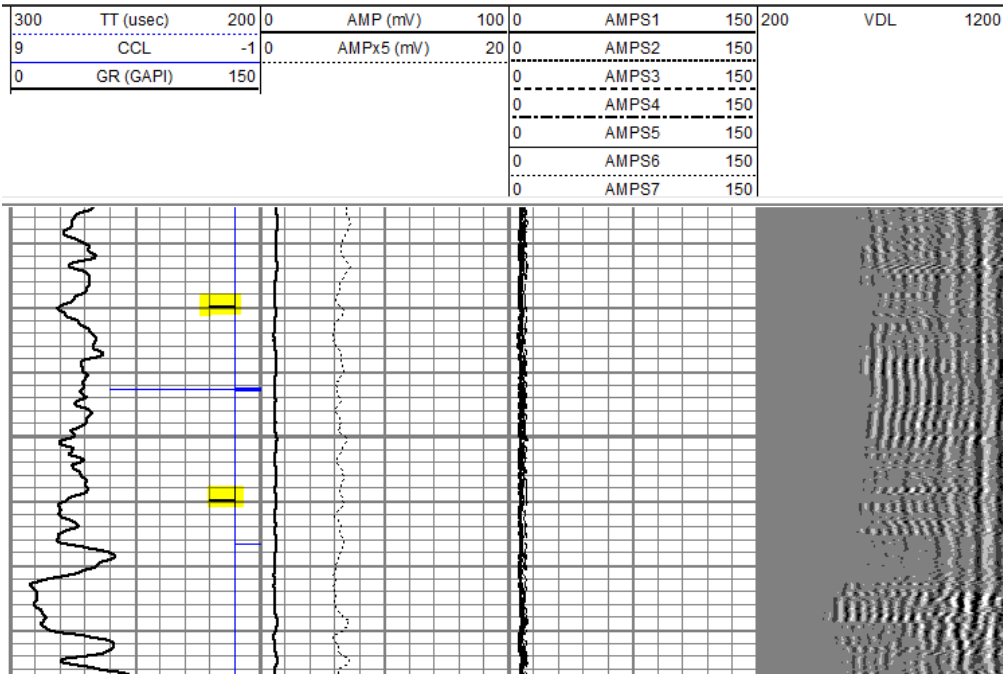 300 TT (usec) 200 0 AMP (mV) 100 0 AMPS1 150 200 VDL 1200
9 CCL -1 0 AMPx5 (mV) 20 0 AMPS2 150
0 GR (GAPI) 150 0 AMPS3 150
0 AMPS4 150
0 AMPS5 150
0 AMPS6 150
0 AMPS7 150